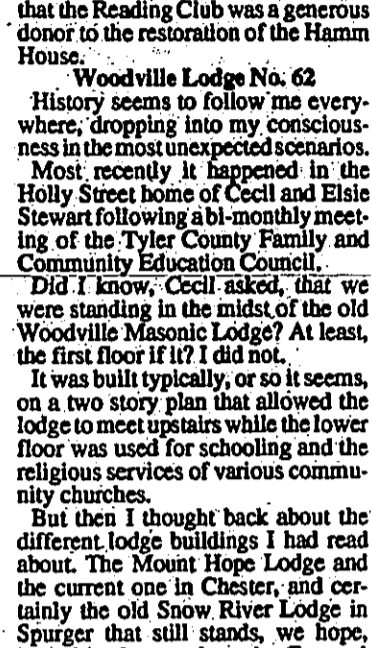 that the Reading Club was a generous
donor to the restoration of the Hamm
House.
Woodville Lodge No. 62
History seems to follow me every-
where, dropping into my conscious-
ness in the most unexpected scenarios.
Most recently it happened in the
Holly Street home of Cecil and Elsie
Stewart following a bi-monthly meet-
ing of the Tyler County Family and
Community Education Council.
Did I know, Cecil asked, that we
were standing in the midst of the old
Woodville Masonic Lodge? At least,
the first floor if it? I did not.
It was built typically, or so it seems,
on a two story plan that allowed the
lodge to meet upstairs while the lower
floor was used for schooling and the
religious services of various commu-
nity churches.
But then I thought back about the
different lodge buildings I had read
about. The Mount Hope Lodge and
the current one in Chester, and cer-
tainly the old Snow River Lodge in
Spurger that still stands, we hope,